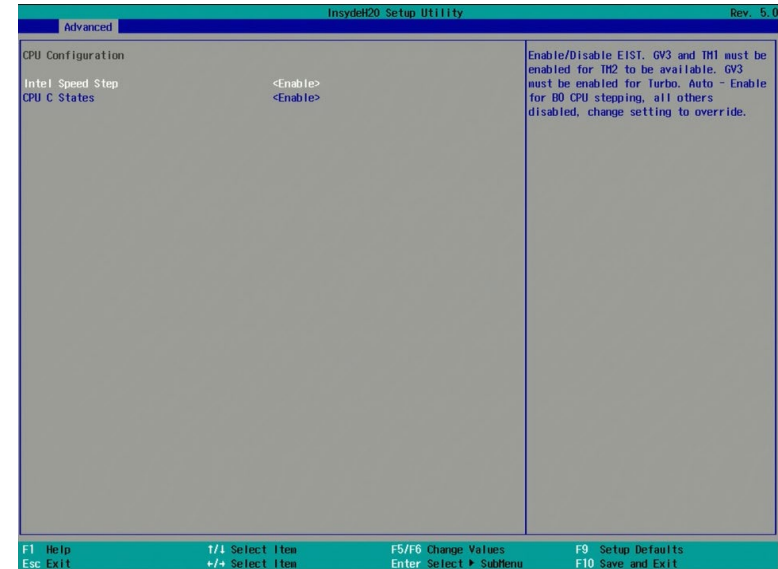 InsydeH20 Setup Utility Rev. 5.0
Advanced
CPU Configuration
Intel Speed Step <Enable>
CPU C States <Enable>
Enable/Disable EIST. GV3 and TM1 must be
enabled for TM2 to be available. GV3
must be enabled for Turbo. Auto - Enable
for B0 CPU stepping, all others
disabled, change setting to override.
F1 Help ↑/↓ Select Item F5/F6 Change Values F9 Setup Defaults
Esc Exit ←/→ Select Item Enter Select ▶ SubMenu F10 Save and Exit